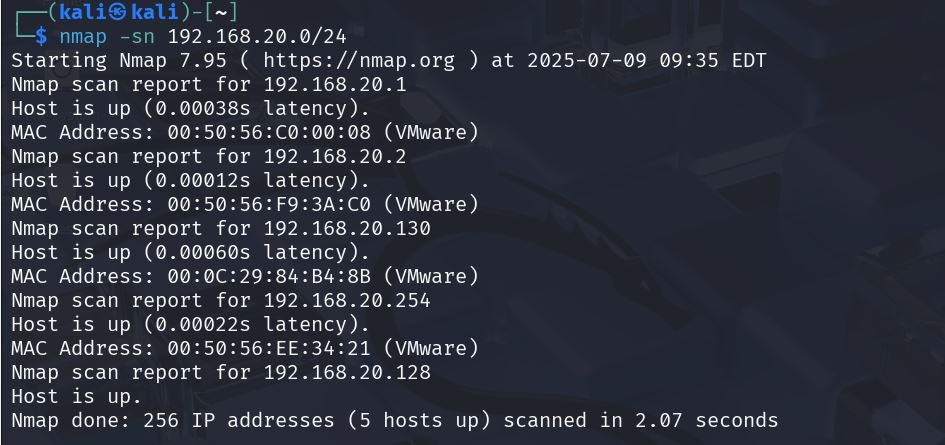 ┌──(kali㉿kali)-[~]
└─$ nmap -sn 192.168.20.0/24
Starting Nmap 7.95 ( https://nmap.org ) at 2025-07-09 09:35 EDT
Nmap scan report for 192.168.20.1
Host is up (0.00038s latency).
MAC Address: 00:50:56:C0:00:08 (VMware)
Nmap scan report for 192.168.20.2
Host is up (0.00012s latency).
MAC Address: 00:50:56:F9:3A:C0 (VMware)
Nmap scan report for 192.168.20.130
Host is up (0.00060s latency).
MAC Address: 00:0C:29:84:B4:8B (VMware)
Nmap scan report for 192.168.20.254
Host is up (0.00022s latency).
MAC Address: 00:50:56:EE:34:21 (VMware)
Nmap scan report for 192.168.20.128
Host is up.
Nmap done: 256 IP addresses (5 hosts up) scanned in 2.07 seconds